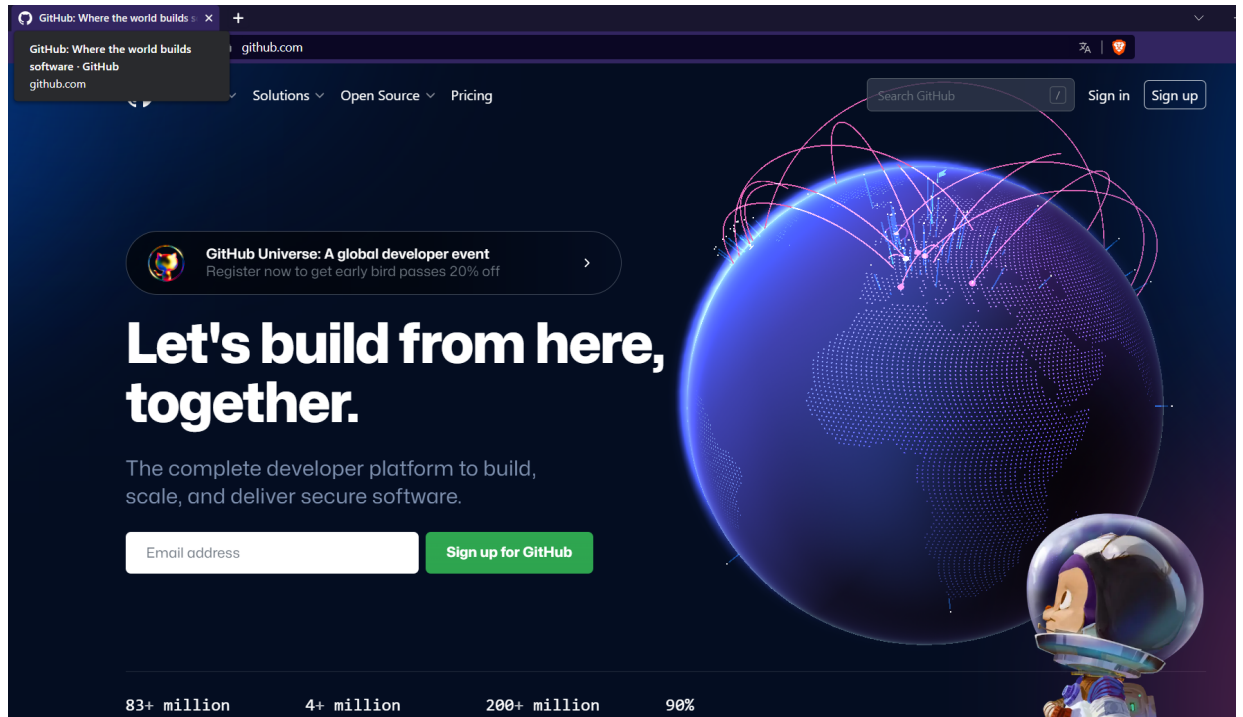 GitHub: Where the world builds s
GitHub: Where the world builds
software · GitHub
github.com
github.com
Solutions
Open Source
Pricing
Search GitHub
/
Sign in
Sign up
GitHub Universe: A global developer event
Register now to get early bird passes 20% off
Let's build from here,
together.
The complete developer platform to build,
scale, and deliver secure software.
Email address
Sign up for GitHub
83+ million
4+ million
200+ million
90%